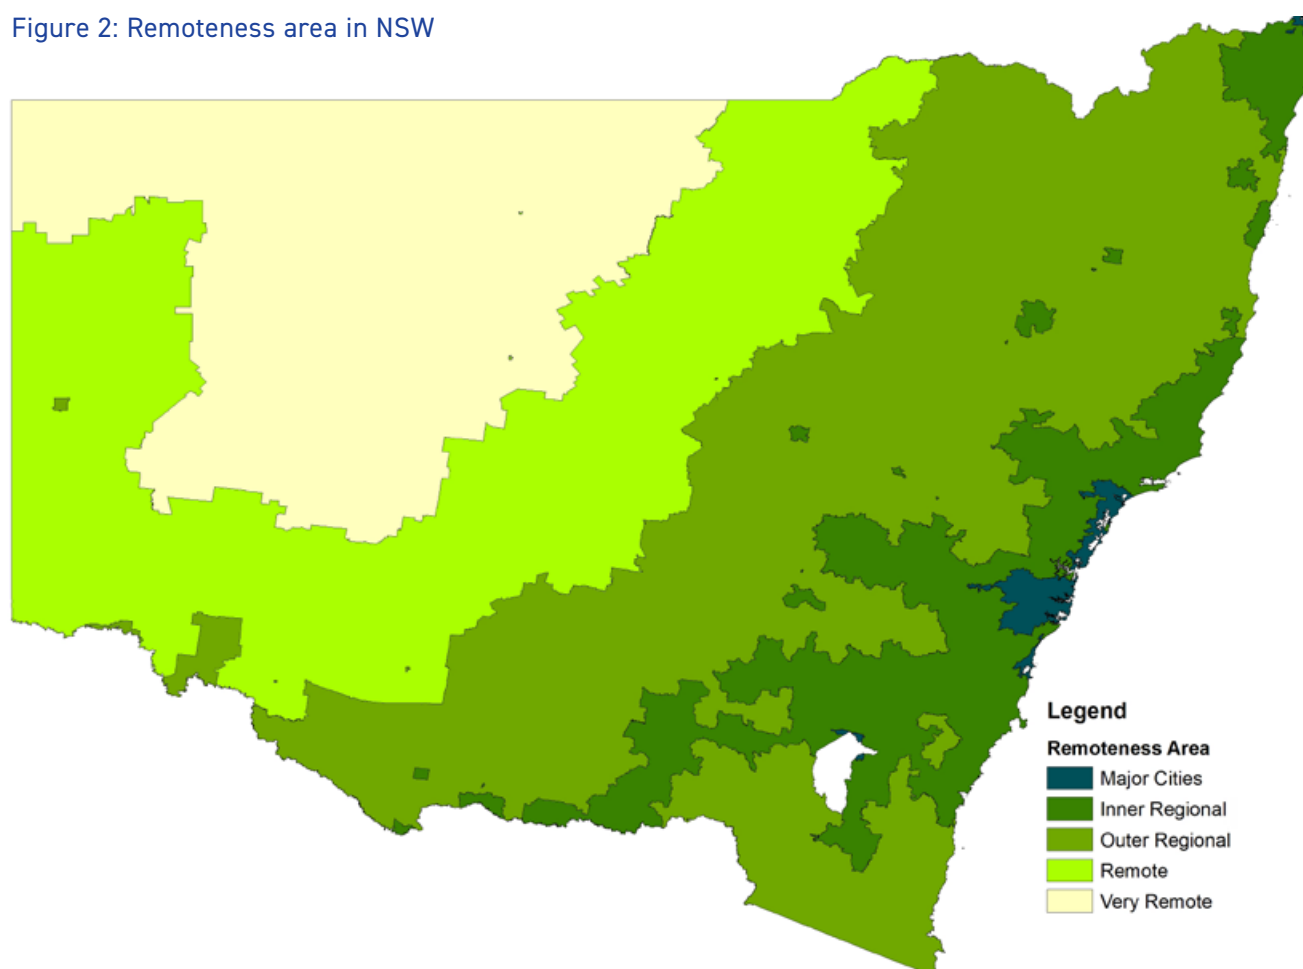 Figure 2: Remoteness area in NSW
Legend
Remoteness Area
Major Cities
Inner Regional
Outer Regional
Remote
Very Remote